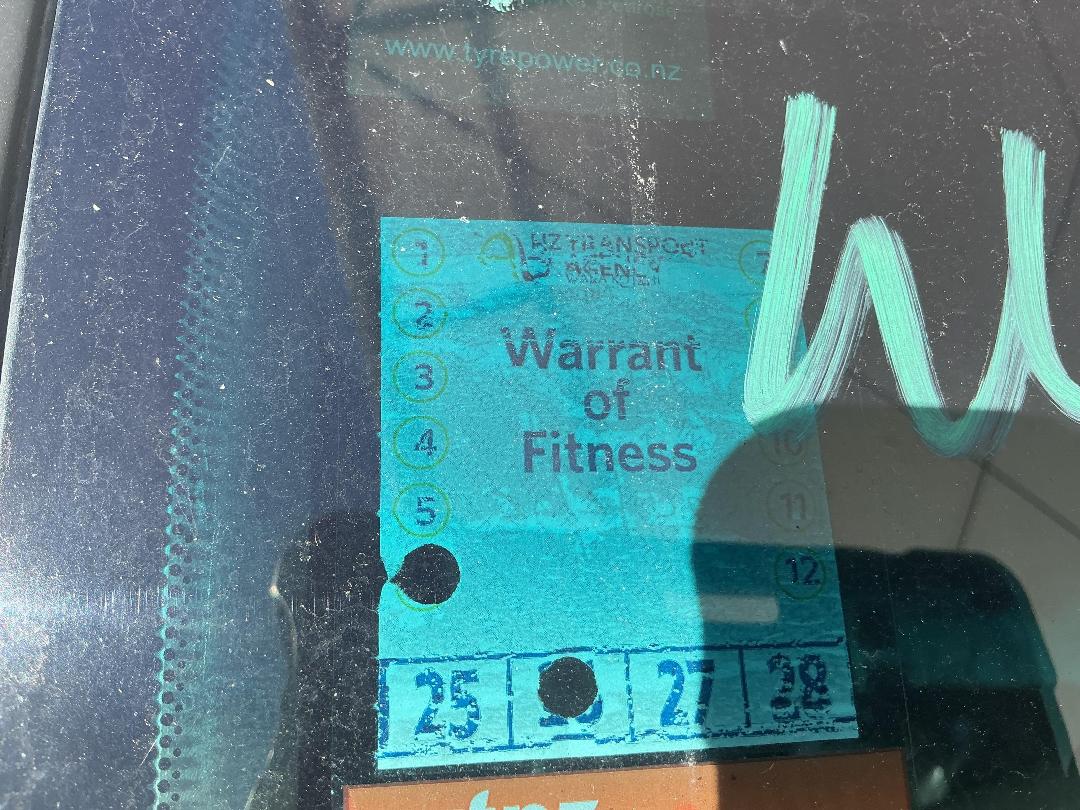 www.tyrepower.co.nz
NZ TRANSPORT
AGENCY
Warrant
of
Fitness
1
2
3
4
5
7
10
11
12
25
27
28